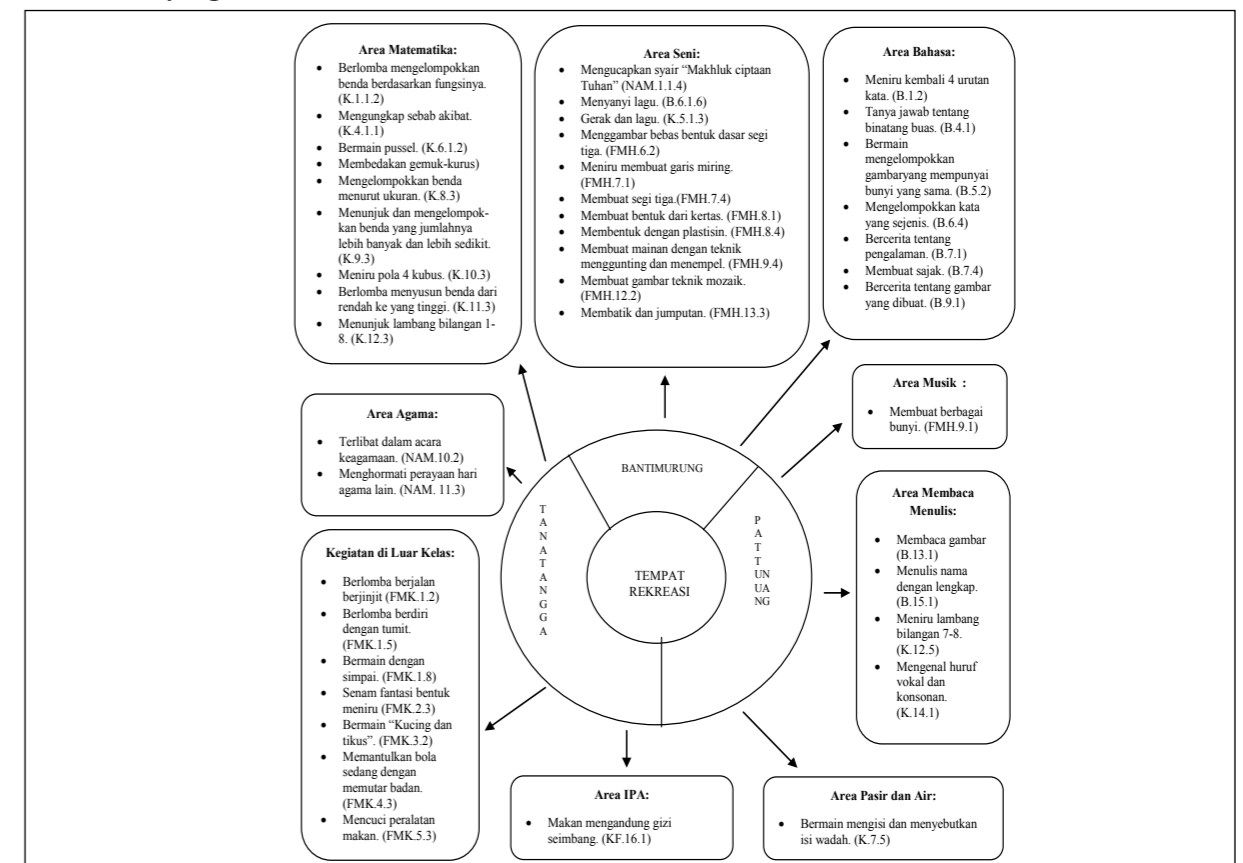 Area Matematika:
• Berlomba mengelompokkan
benda berdasarkan fungsinya.
(K.1.1.2)
• Mengungkap sebab akibat.
(K.4.1.1)
• Bermain pussel. (K.6.1.2)
• Membedakan gemuk-kurus)
• Mengelompokkan benda
menurut ukuran. (K.8.3)
• Menunjuk dan mengelompok-
kan benda yang jumlahnya
lebih banyak dan lebih sedikit.
(K.9.3)
• Meniru pola 4 kubus. (K.10.3)
• Berlomba menyusun benda dari
rendah ke yang tinggi. (K.11.3)
• Menunjuk lambang bilangan 1-
8. (K.12.3)
Area Seni:
• Mengucapkan syair “Makhluk ciptaan
Tuhan” (NAM.1.1.4)
• Menyanyi lagu. (B.6.1.6)
• Gerak dan lagu. (K.5.1.3)
• Menggambar bebas bentuk dasar segi
tiga. (FMH.6.2)
• Meniru membuat garis miring.
(FMH.7.1)
• Membuat segi tiga.(FMH.7.4)
• Membuat bentuk dari kertas. (FMH.8.1)
• Membentuk dengan plastisin. (FMH.8.4)
• Membuat mainan dengan teknik
menggunting dan menempel. (FMH.9.4)
• Membuat gambar teknik mozaik.
(FMH.12.2)
• Membatik dan jumputan. (FMH.13.3)
Area Bahasa:
• Meniru kembali 4 urutan
kata. (B.1.2)
• Tanya jawab tentang
binatang buas. (B.4.1)
• Bermain
mengelompokkan
gambaryang mempunyai
bunyi yang sama. (B.5.2)
• Mengelompokkan kata
yang sejenis. (B.6.4)
• Bercerita tentang
pengalaman. (B.7.1)
• Membuat sajak. (B.7.4)
• Bercerita tentang gambar
yang dibuat. (B.9.1)
Area Musik :
• Membuat berbagai
bunyi. (FMH.9.1)
Area Agama:
• Terlibat dalam acara
keagamaan. (NAM.10.2)
• Menghormati perayaan hari
agama lain. (NAM. 11.3)
BANTIMURUNG
T
A
N
A
T
A
N
G
G
A
TEMPAT
REKREASI
P
A
T
T
UN
UA
NG
Area Membaca
Menulis:
• Membaca gambar
(B.13.1)
• Menulis nama
dengan lengkap.
(B.15.1)
• Meniru lambang
bilangan 7-8.
(K.12.5)
• Mengenal huruf
vokal dan
konsonan.
(K.14.1)
Kegiatan di Luar Kelas:
• Berlomba berjalan
berjinjit (FMK.1.2)
• Berlomba berdiri
dengan tumit.
(FMK.1.5)
• Bermain dengan
simpai. (FMK.1.8)
• Senam fantasi bentuk
meniru (FMK.2.3)
• Bermain “Kucing dan
tikus”. (FMK.3.2)
• Memantulkan bola
sedang dengan
memutar badan.
(FMK.4.3)
• Mencuci peralatan
makan. (FMK.5.3)
Area IPA:
• Makan mengandung gizi
seimbang. (KF.16.1)
Area Pasir dan Air:
• Bermain mengisi dan menyebutkan
isi wadah. (K.7.5)